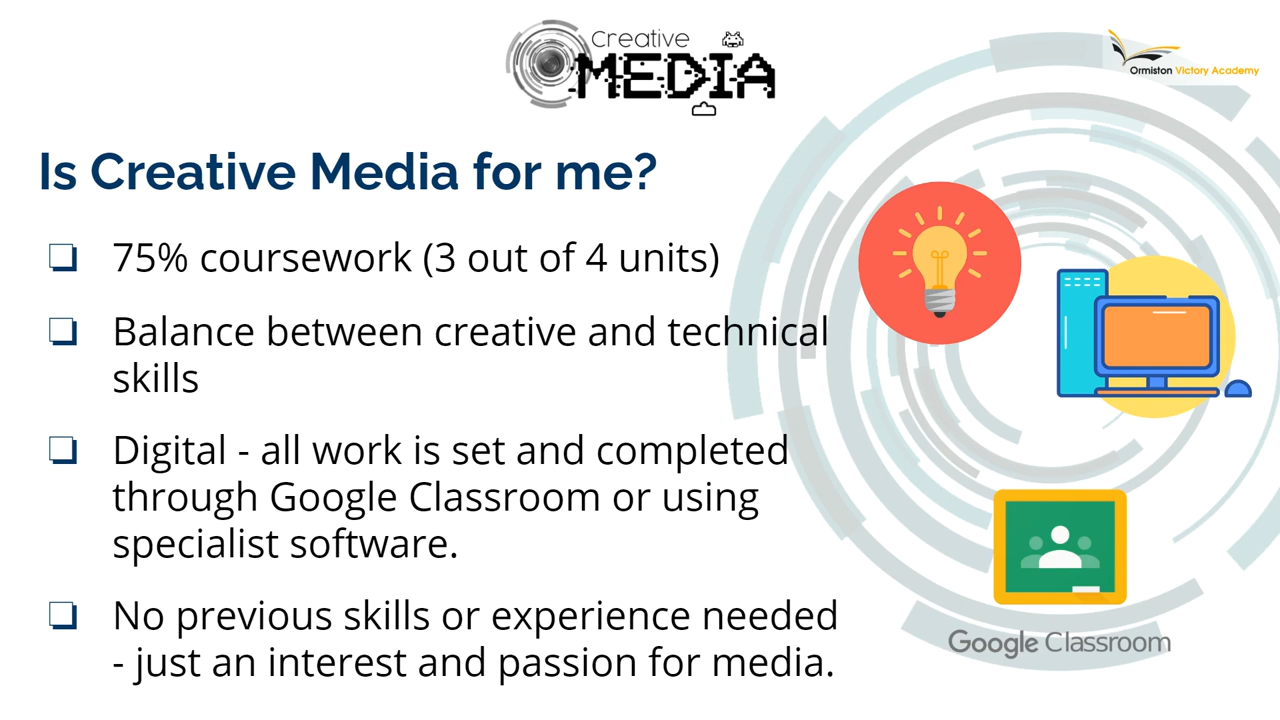 Creative
MEDIA
Ormiston Victory Academy
Is Creative Media for me?
❏ 75% coursework (3 out of 4 units)
❏ Balance between creative and technical
skills
❏ Digital - all work is set and completed
through Google Classroom or using
specialist software.
❏ No previous skills or experience needed
- just an interest and passion for media.
Google Classroom